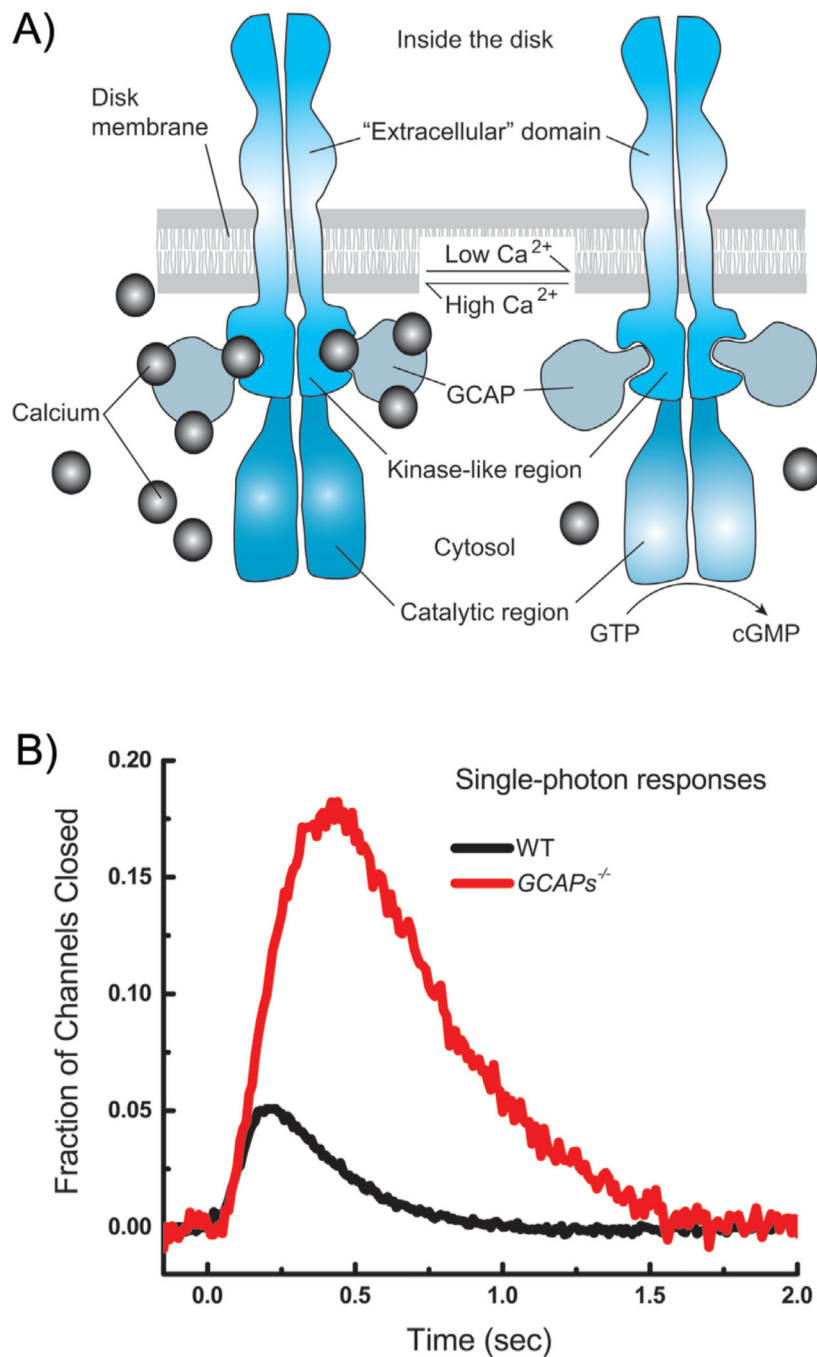 A)
Inside the disk
Disk
membrane
“Extracellular” domain
Low Ca2+
High Ca2+
GCAP
Calcium
Kinase-like region
Cytosol
Catalytic region
GTP
cGMP
B)
Single-photon responses
WT
GCAPs-/-
Fraction of Channels Closed
0.20
0.15
0.10
0.05
0.00
0.0 0.5 1.0 1.5 2.0
Time (sec)